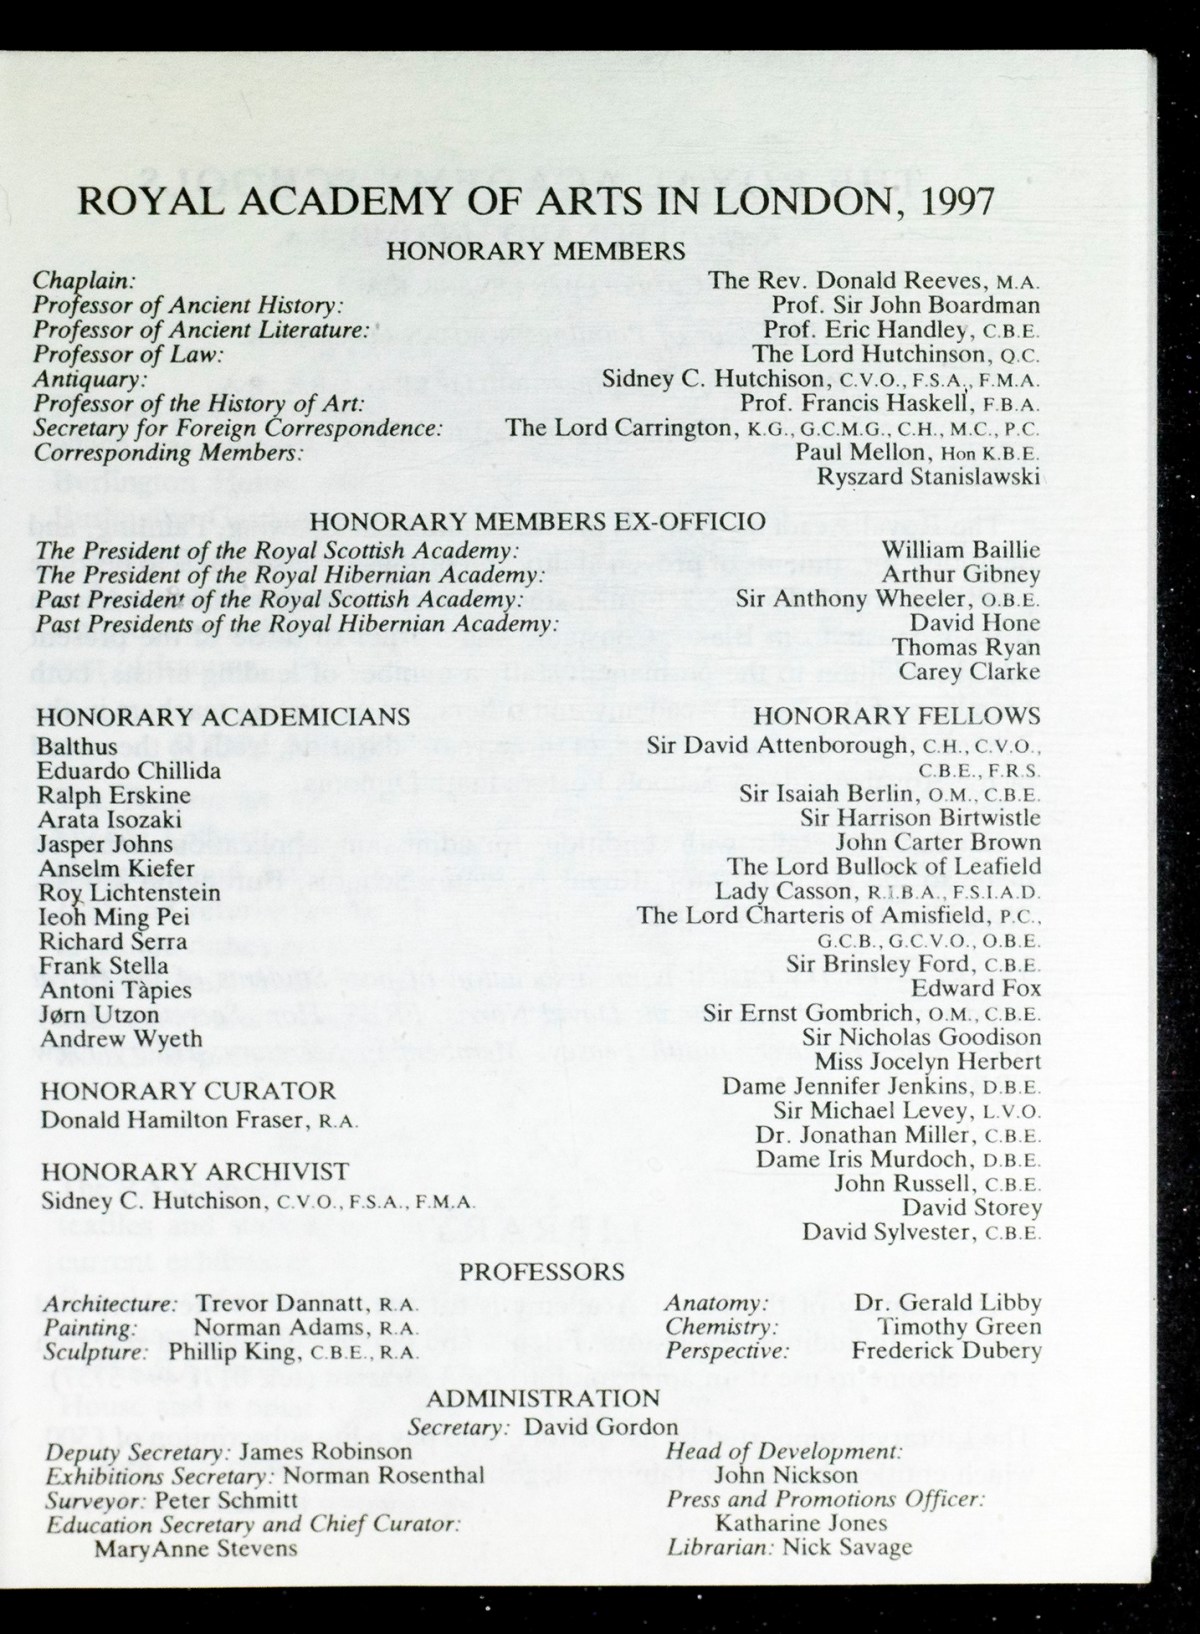 ROYAL ACADEMY OF ARTS IN LONDON, 1997
HONORARY MEMBERS
Chaplain: The Rev. Donald Reeves, M.A.
Professor of Ancient History: Prof. Sir John Boardman
Professor of Ancient Literature: Prof. Eric Handley, C.B.E.
Professor of Law: The Lord Hutchinson, Q.C.
Antiquary: Sidney C. Hutchison, C.V.O., F.S.A., F.M.A.
Professor of the History of Art: Prof. Francis Haskell, F.B.A.
Secretary for Foreign Correspondence: The Lord Carrington, K.G., G.C.M.G., C.H., M.C., P.C.
Corresponding Members: Paul Mellon, Hon K.B.E.
Ryszard Stanislawski
HONORARY MEMBERS EX-OFFICIO
The President of the Royal Scottish Academy: William Baillie
The President of the Royal Hibernian Academy: Arthur Gibney
Past President of the Royal Scottish Academy: Sir Anthony Wheeler, O.B.E.
Past Presidents of the Royal Hibernian Academy: David Hone
Thomas Ryan
Carey Clarke
HONORARY ACADEMICIANS
Balthus
Eduardo Chillida
Ralph Erskine
Arata Isozaki
Jasper Johns
Anselm Kiefer
Roy Lichtenstein
Ieoh Ming Pei
Richard Serra
Frank Stella
Antoni Tàpies
Jørn Utzon
Andrew Wyeth
HONORARY CURATOR
Donald Hamilton Fraser, R.A.
HONORARY ARCHIVIST
Sidney C. Hutchison, C.V.O., F.S.A., F.M.A.
HONORARY FELLOWS
Sir David Attenborough, C.H., C.V.O.,
C.B.E., F.R.S.
Sir Isaiah Berlin, O.M., C.B.E.
Sir Harrison Birtwistle
John Carter Brown
The Lord Bullock of Leafield
Lady Casson, R.I.B.A., F.S.I.A.D.
The Lord Charteris of Amisfield, P.C.,
G.C.B., G.C.V.O., O.B.E.
Sir Brinsley Ford, C.B.E.
Edward Fox
Sir Ernst Gombrich, O.M., C.B.E.
Sir Nicholas Goodison
Miss Jocelyn Herbert
Dame Jennifer Jenkins, D.B.E.
Sir Michael Levey, L.V.O.
Dr. Jonathan Miller, C.B.E.
Dame Iris Murdoch, D.B.E.
John Russell, C.B.E.
David Storey
David Sylvester, C.B.E.
PROFESSORS
Architecture: Trevor Dannatt, R.A.
Painting: Norman Adams, R.A.
Sculpture: Phillip King, C.B.E., R.A.
Anatomy: Dr. Gerald Libby
Chemistry: Timothy Green
Perspective: Frederick Dubery
ADMINISTRATION
Secretary: David Gordon
Deputy Secretary: James Robinson
Exhibitions Secretary: Norman Rosenthal
Surveyor: Peter Schmitt
Education Secretary and Chief Curator:
MaryAnne Stevens
Head of Development:
John Nickson
Press and Promotions Officer:
Katharine Jones
Librarian: Nick Savage